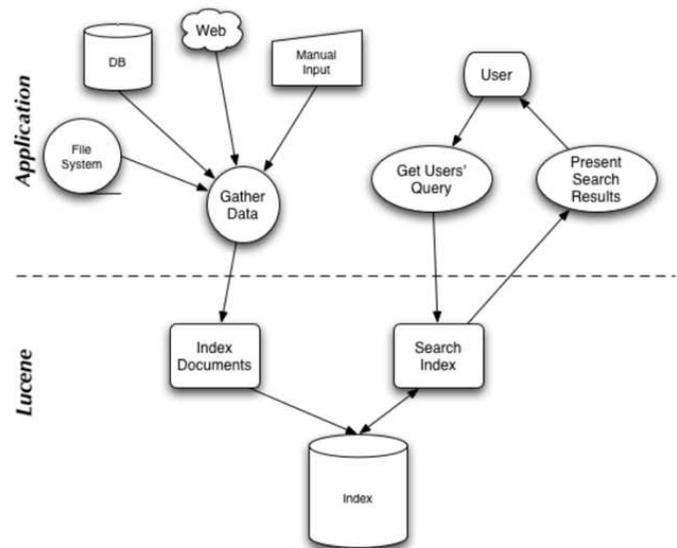 Application
DB
Web
Manual
Input
User
File
System
Gather
Data
Get Users'
Query
Present
Search
Results
Lucene
Index
Documents
Search
Index
Index